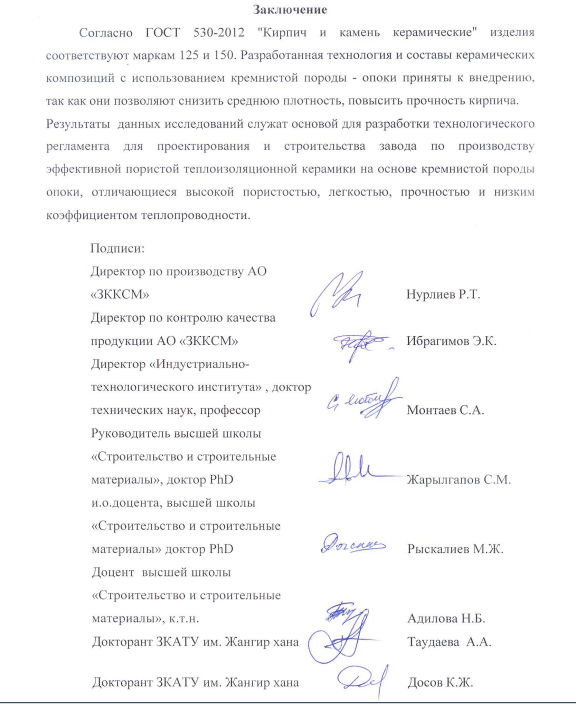 Заключение
Согласно ГОСТ 530-2012 "Кирпич и камень керамические" изделия
соответствуют маркам 125 и 150. Разработанная технология и составы керамических
композиций с использованием кремнистой породы - опоки приняты к внедрению,
так как они позволяют снизить среднюю плотность, повысить прочность кирпича.
Результаты данных исследований служат основой для разработки технологического
регламента для проектирования и строительства завода по производству
эффективной пористой теплоизоляционной керамики на основе кремнистой породы
опоки, отличающиеся высокой пористостью, легкостью, прочностью и низким
коэффициентом теплопроводности.
Подписи:
Директор по производству АО
«ЗККСМ» Нурлиев Р.Т.
Директор по контролю качества
продукции АО «ЗККСМ» Ибрагимов Э.К.
Директор «Индустриально-
технологического института» , доктор
технических наук, профессор Монтаев С.А.
Руководитель высшей школы
«Строительство и строительные
материалы», доктор PhD Жарылгапов С.М.
и.о.доцента, высшей школы
«Строительство и строительные
материалы» доктор PhD Рыскалиев М.Ж.
Доцент высшей школы
«Строительство и строительные
материалы», к.т.н. Адилова Н.Б.
Докторант ЗКАТУ им. Жангир хана Таудаева А.А.
Докторант ЗКАТУ им. Жангир хана Досов К.Ж.